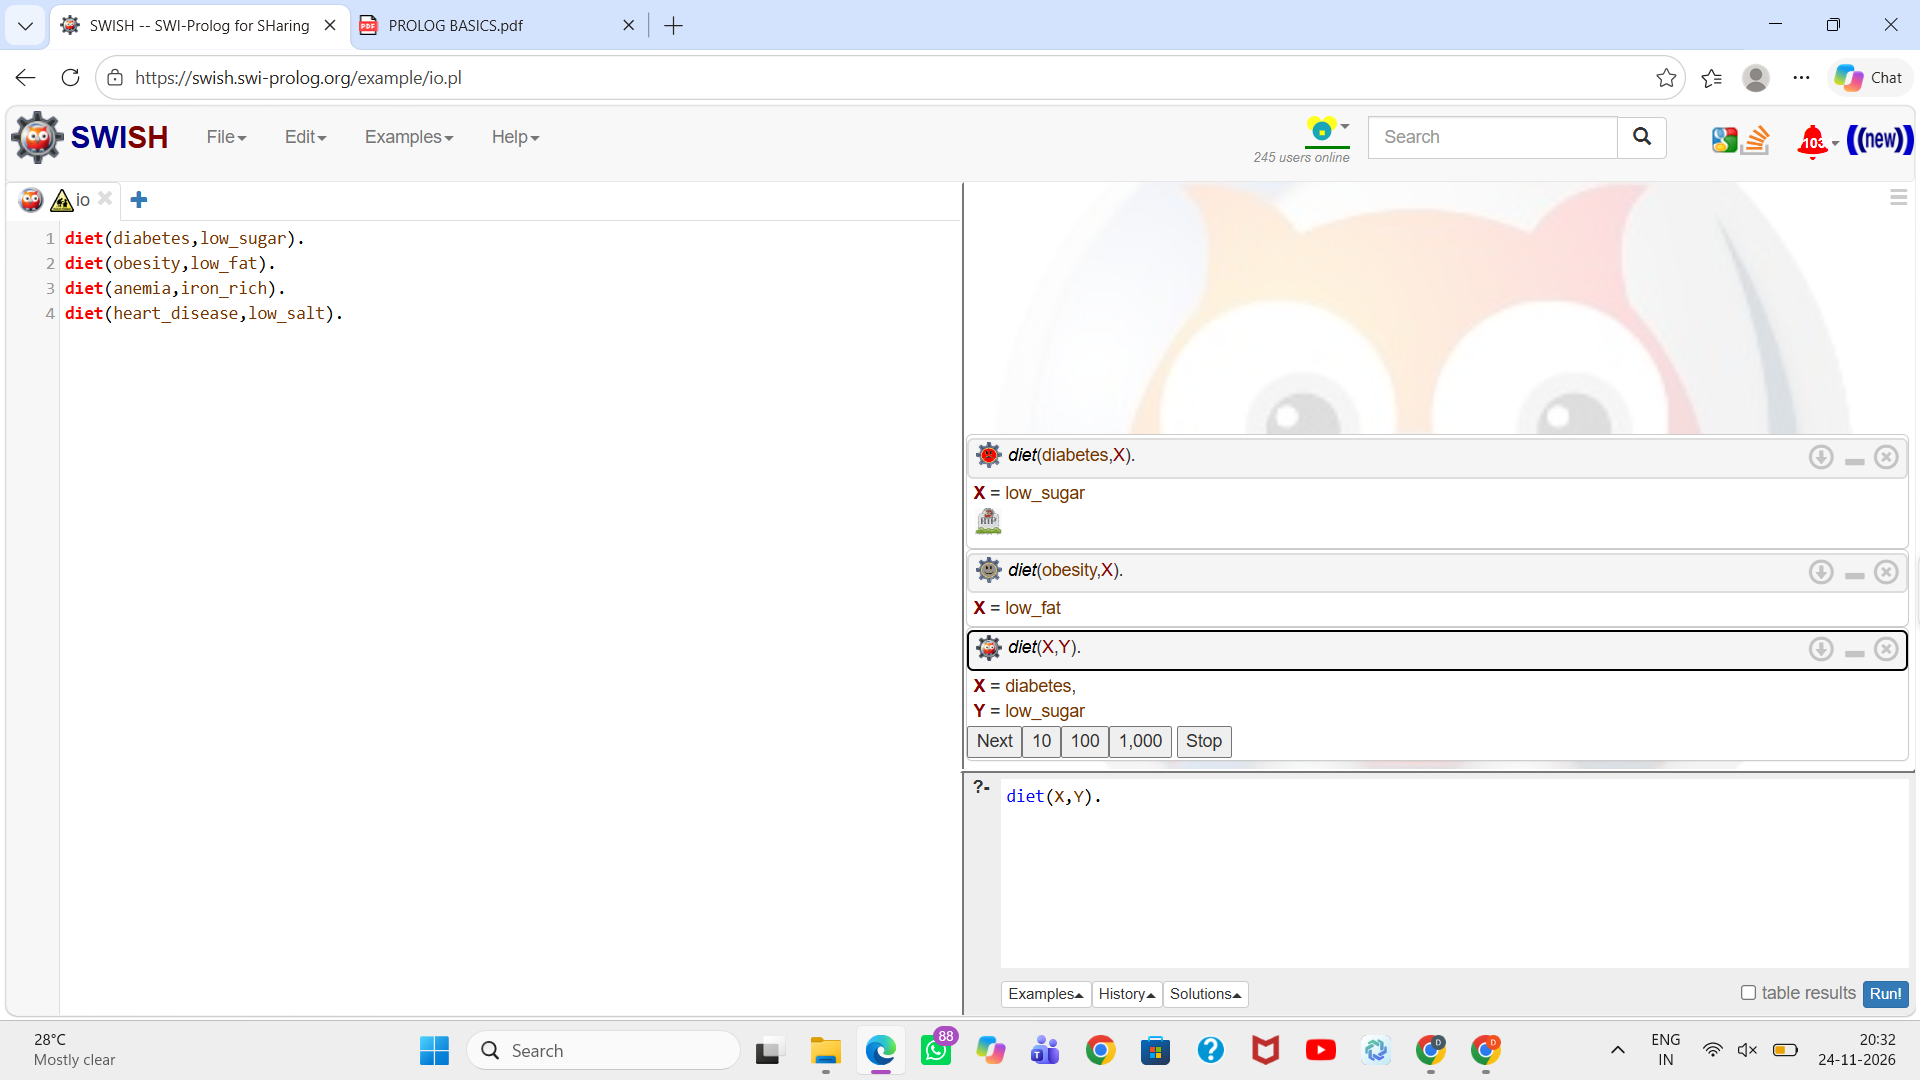 SWISH -- SWI-Prolog for SHaring
PROLOG BASICS.pdf
https://swish.swi-prolog.org/example/io.pl
Chat
SWISH
File
Edit
Examples
Help
245 users online
Search
103
((new))
io
1 diet(diabetes,low_sugar).
2 diet(obesity,low_fat).
3 diet(anemia,iron_rich).
4 diet(heart_disease,low_salt).
diet(diabetes,X).
X = low_sugar
RIP
diet(obesity,X).
X = low_fat
diet(X,Y).
X = diabetes,
Y = low_sugar
Next 10 100 1,000 Stop
?- diet(X,Y).
Examples History Solutions
table results Run!
28°C
Mostly clear
Search
88
ENG
IN
20:32
24-11-2026